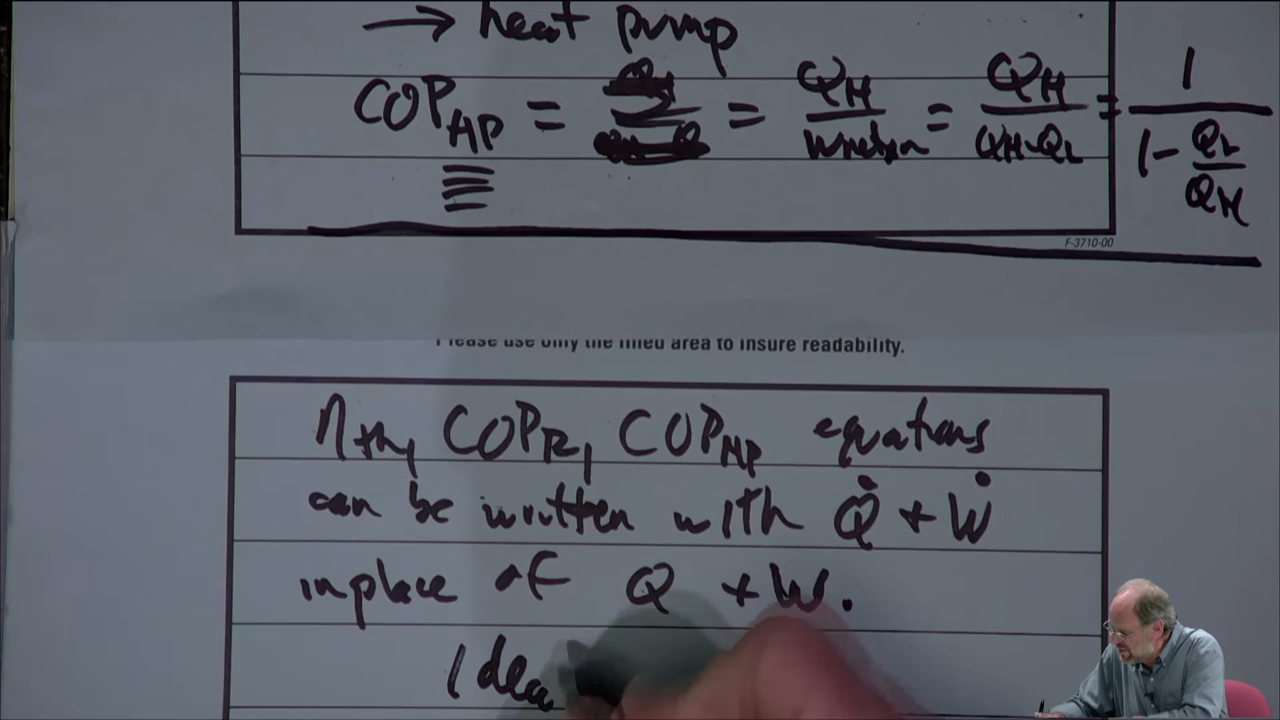 → heat pump
COP_HP = = Q_H / W_net,in = Q_H / (Q_H - Q_L) = 1 / (1 - Q_L / Q_H)
F-3710-00
Please use only the lined area to insure readability.
η_th, COP_R, COP_HP equations
can be written with Q̇ + Ẇ
in place of Q + W.
Idea